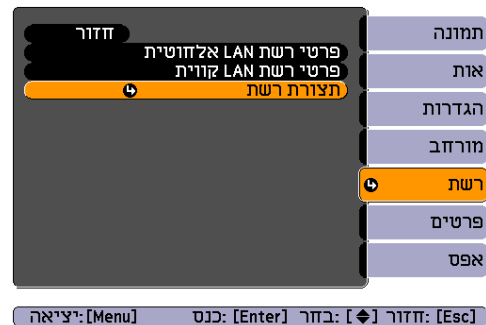 תמונה
אות
הגדרות
מורחב
רשת
פרטים
אפס
חזור
פרטי רשת LAN אלחוטית
פרטי רשת LAN קווית
תצורת רשת
[Esc] :חזור [◆] :בחר [Enter] :כנס [Menu]:יציאה